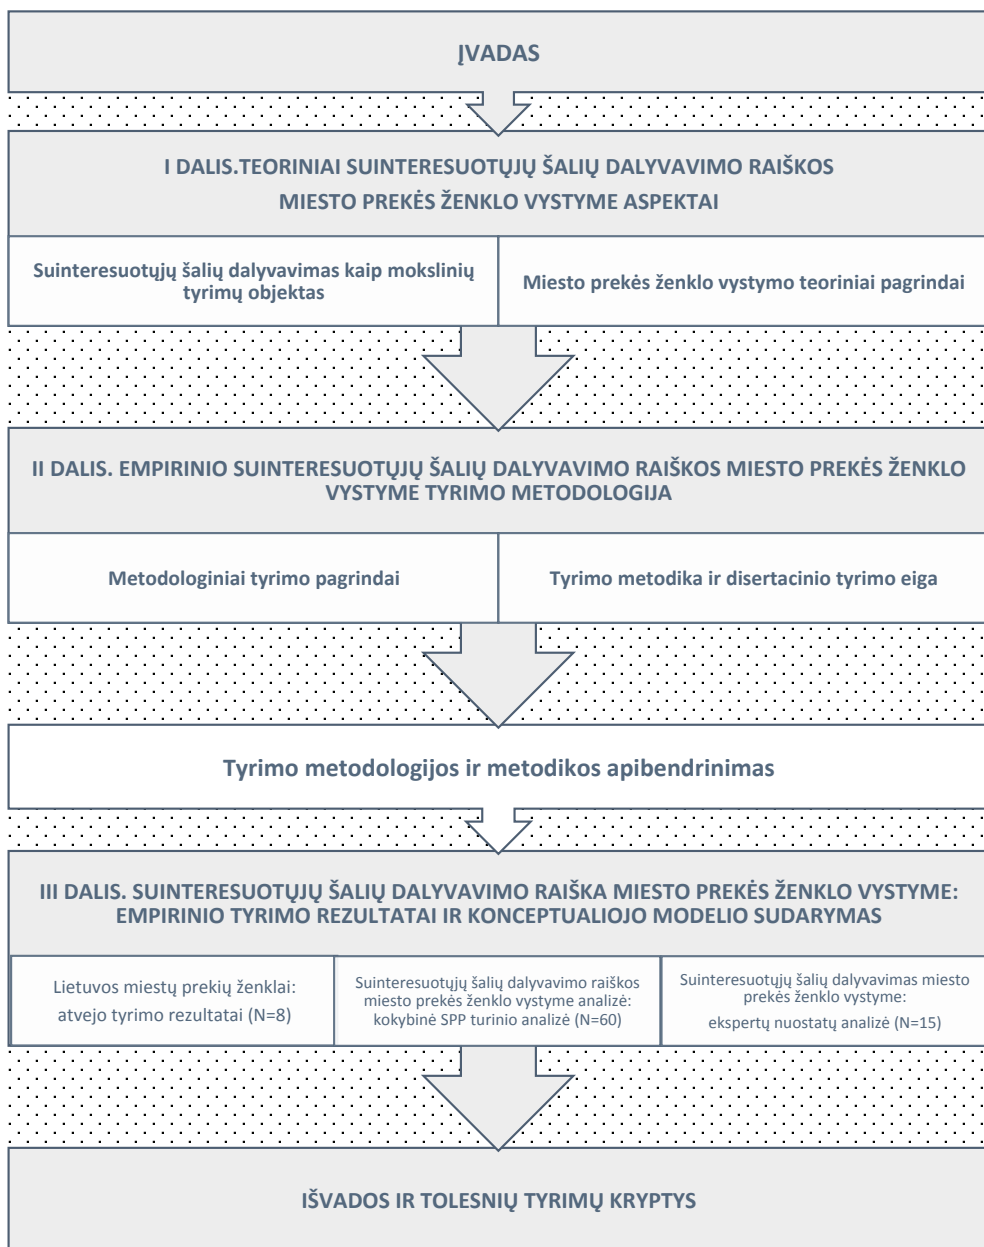 ĮVADAS
I DALIS.TEORINIAI SUINTERESUOTŲJŲ ŠALIŲ DALYVAVIMO RAIŠKOS
MIESTO PREKĖS ŽENKLO VYSTYME ASPEKTAI
Suinteresuotųjų šalių dalyvavimas kaip mokslinių
tyrimų objektas
Miesto prekės ženklo vystymo teoriniai pagrindai
II DALIS. EMPIRINIO SUINTERESUOTŲJŲ ŠALIŲ DALYVAVIMO RAIŠKOS MIESTO PREKĖS ŽENKLO
VYSTYME TYRIMO METODOLOGIJA
Metodologiniai tyrimo pagrindai
Tyrimo metodika ir disertacinio tyrimo eiga
Tyrimo metodologijos ir metodikos apibendrinimas
III DALIS. SUINTERESUOTŲJŲ ŠALIŲ DALYVAVIMO RAIŠKA MIESTO PREKĖS ŽENKLO VYSTYME:
EMPIRINIO TYRIMO REZULTATAI IR KONCEPTUALIOJO MODELIO SUDARYMAS
Lietuvos miestų prekių ženklai:
atvejo tyrimo rezultatai (N=8)
Suinteresuotųjų šalių dalyvavimo raiškos
miesto prekės ženklo vystyme analizė:
kokybinė SPP turinio analizė (N=60)
Suinteresuotųjų šalių dalyvavimas miesto
prekės ženklo vystyme:
ekspertų nuostatų analizė (N=15)
IŠVADOS IR TOLESNIŲ TYRIMŲ KRYPTYS